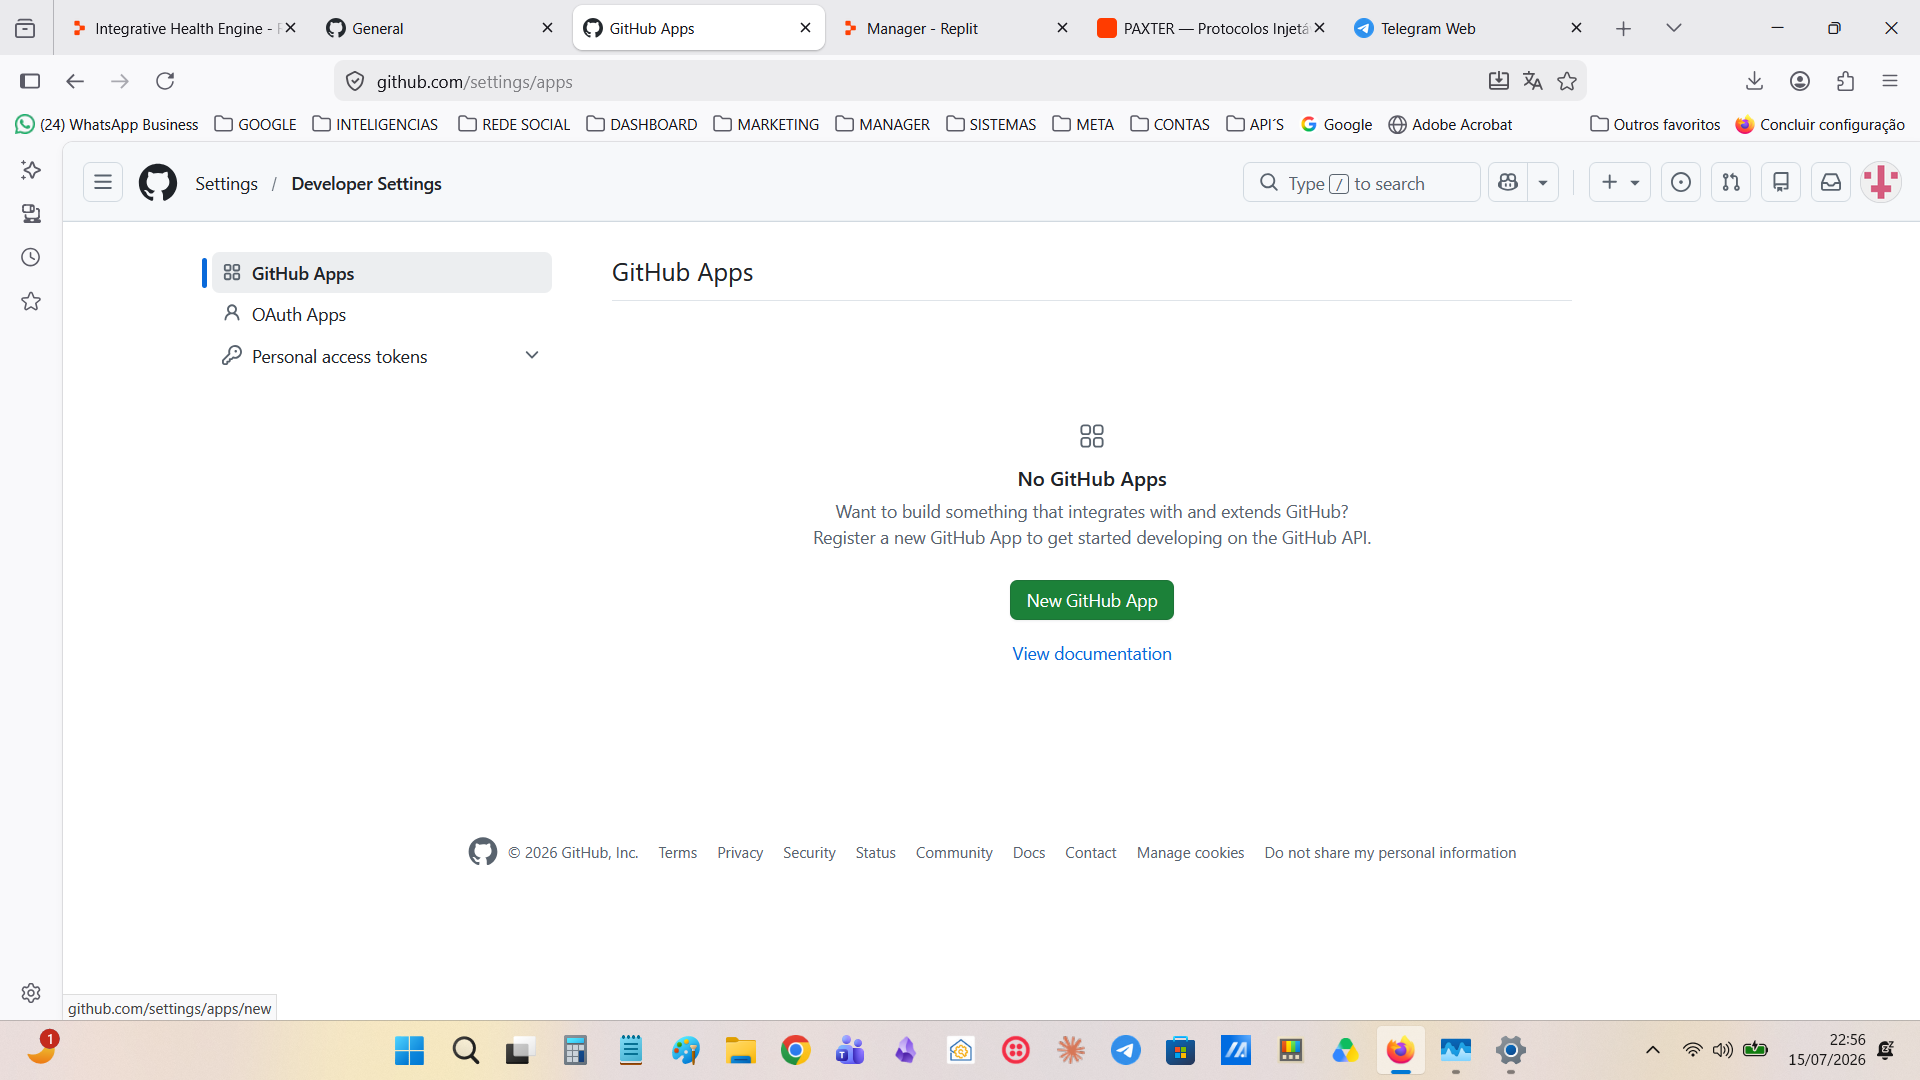 Integrative Health Engine -
General
GitHub Apps
Manager - Replit
PAXTER — Protocolos Injetá
Telegram Web
github.com/settings/apps
(24) WhatsApp Business
GOOGLE
INTELIGENCIAS
REDE SOCIAL
DASHBOARD
MARKETING
MANAGER
SISTEMAS
META
CONTAS
API´S
Google
Adobe Acrobat
Outros favoritos
Concluir configuração
Settings / Developer Settings
Type / to search
GitHub Apps
OAuth Apps
Personal access tokens
GitHub Apps
No GitHub Apps
Want to build something that integrates with and extends GitHub?
Register a new GitHub App to get started developing on the GitHub API.
New GitHub App
View documentation
© 2026 GitHub, Inc. Terms Privacy Security Status Community Docs Contact Manage cookies Do not share my personal information
github.com/settings/apps/new
1
22:56
15/07/2026